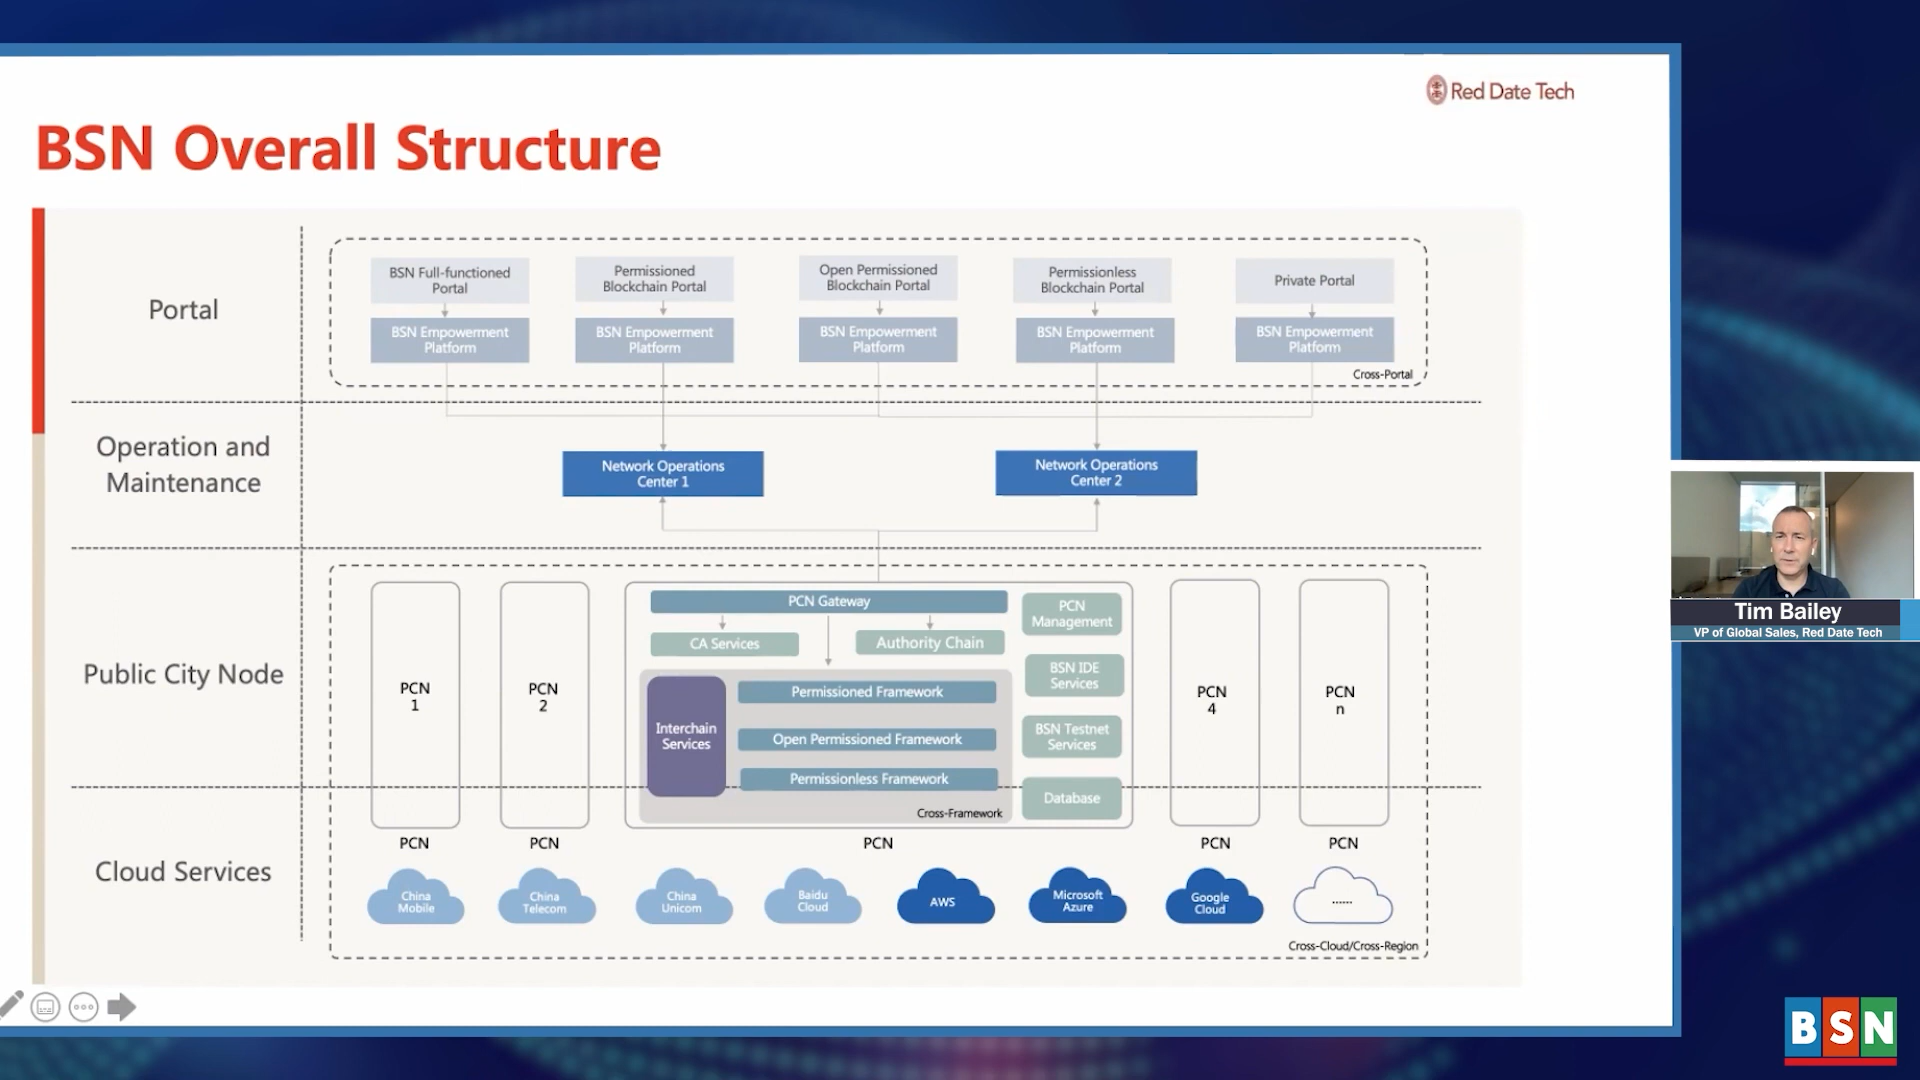 Red Date Tech
BSN Overall Structure
Portal
BSN Full-functioned
Portal
Permissioned
Blockchain Portal
Open Permissioned
Blockchain Portal
Permissionless
Blockchain Portal
Private Portal
BSN Empowerment
Platform
BSN Empowerment
Platform
BSN Empowerment
Platform
BSN Empowerment
Platform
BSN Empowerment
Platform
Cross-Portal
Operation and
Maintenance
Network Operations
Center 1
Network Operations
Center 2
Public City Node
PCN
1
PCN
2
PCN Gateway
CA Services
Authority Chain
Interchain
Services
Permissioned Framework
Open Permissioned Framework
Permissionless Framework
Cross-Framework
PCN
Management
BSN IDE
Services
BSN Testnet
Services
Database
PCN
4
PCN
n
Cloud Services
PCN
PCN
PCN
PCN
PCN
China
Mobile
China
Telecom
China
Unicom
Baidu
Cloud
AWS
Microsoft
Azure
Google
Cloud
......
Cross-Cloud/Cross-Region
Tim Bailey
VP of Global Sales, Red Date Tech
BSN